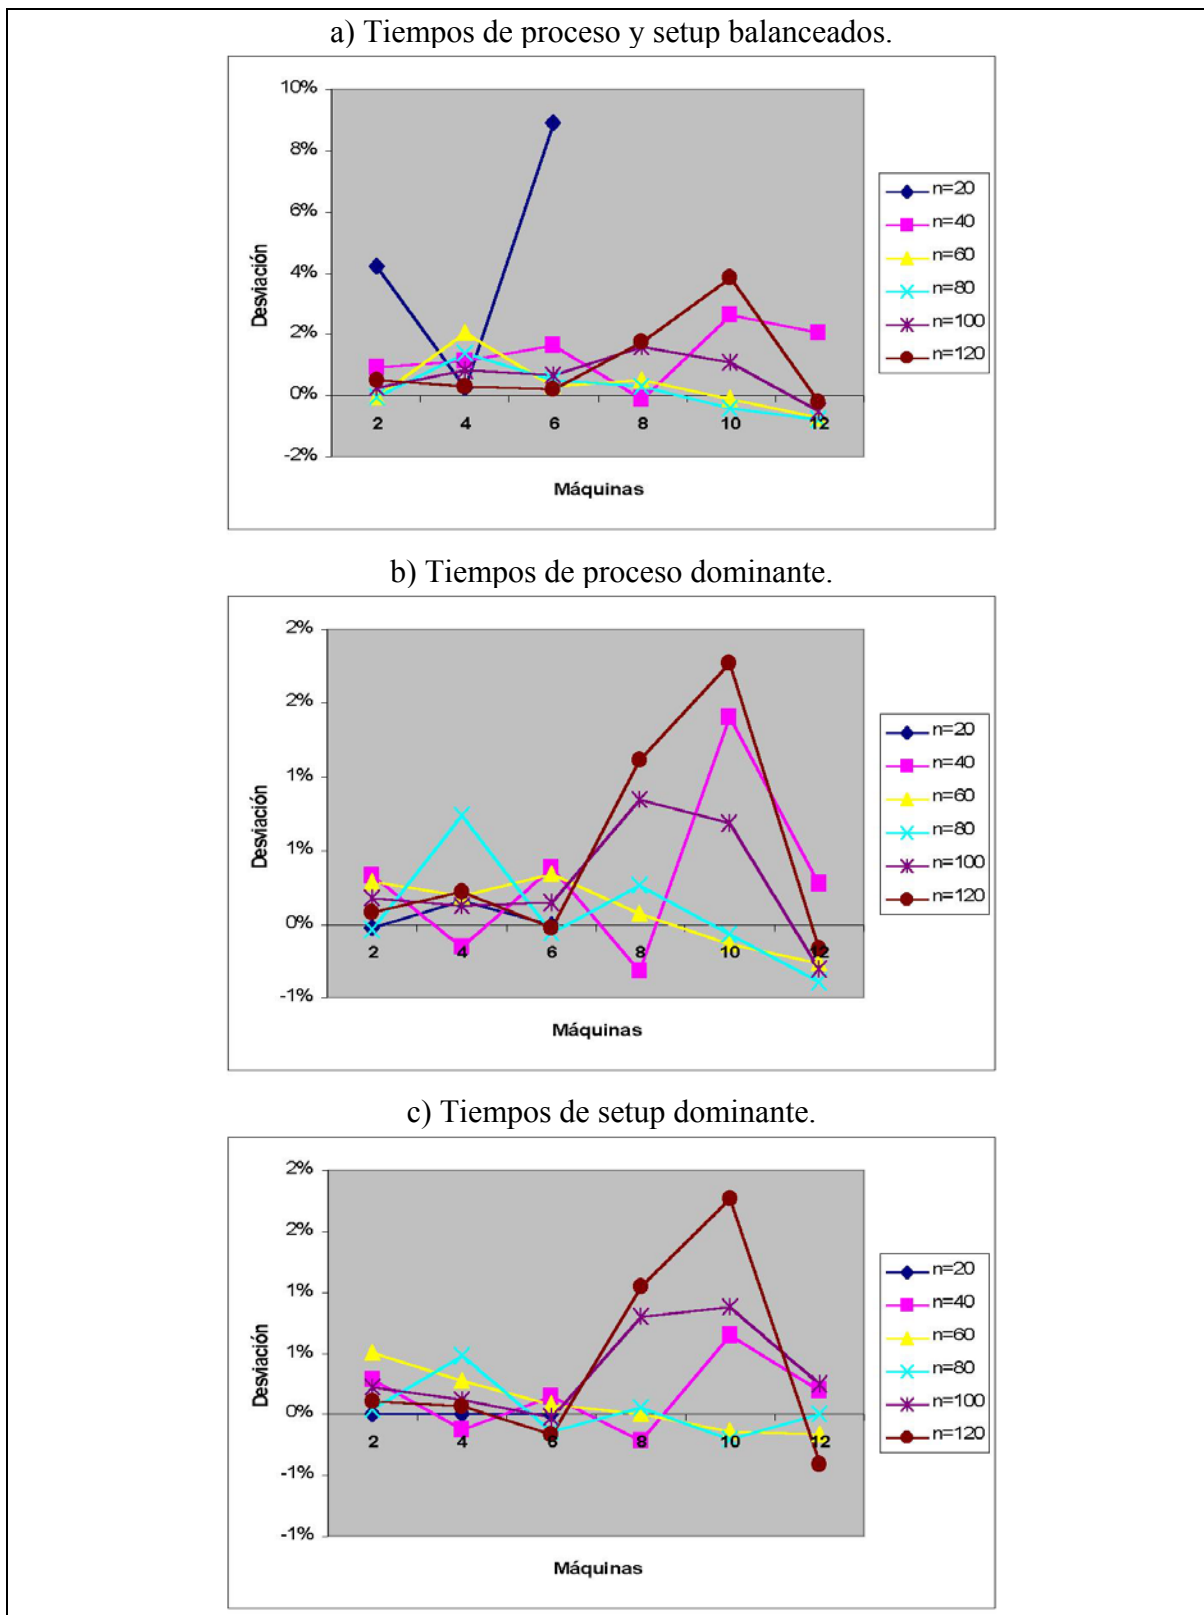 a) Tiempos de proceso y setup balanceados.
10%
8%
6%
4%
2%
0%
-2%
Desviación
2 4 6 8 10 12
Máquinas
n=20
n=40
n=60
n=80
n=100
n=120
b) Tiempos de proceso dominante.
2%
2%
1%
1%
0%
-1%
Desviación
2 4 6 8 10 12
Máquinas
n=20
n=40
n=60
n=80
n=100
n=120
c) Tiempos de setup dominante.
2%
2%
1%
1%
0%
-1%
-1%
Desviación
2 4 6 8 10 12
Máquinas
n=20
n=40
n=60
n=80
n=100
n=120